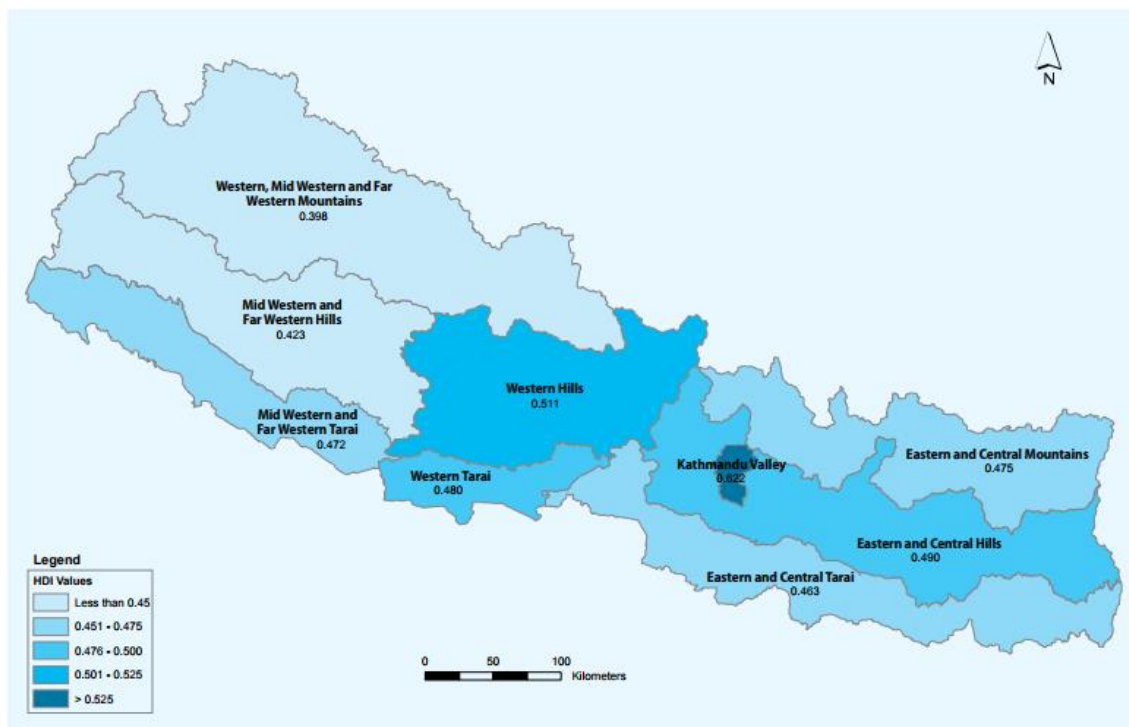 N
Western, Mid Western and Far
Western Mountains
0.398
Mid Western and
Far Western Hills
0.423
Western Hills
0.511
Mid Western and
Far Western Tarai
0.472
Western Tarai
0.480
Kathmandu Valley
0.622
Eastern and Central Mountains
0.475
Eastern and Central Hills
0.490
Eastern and Central Tarai
0.463
Legend
HDI Values
Less than 0.45
0.451 - 0.475
0.476 - 0.500
0.501 - 0.525
> 0.525
0 50 100
Kilometers